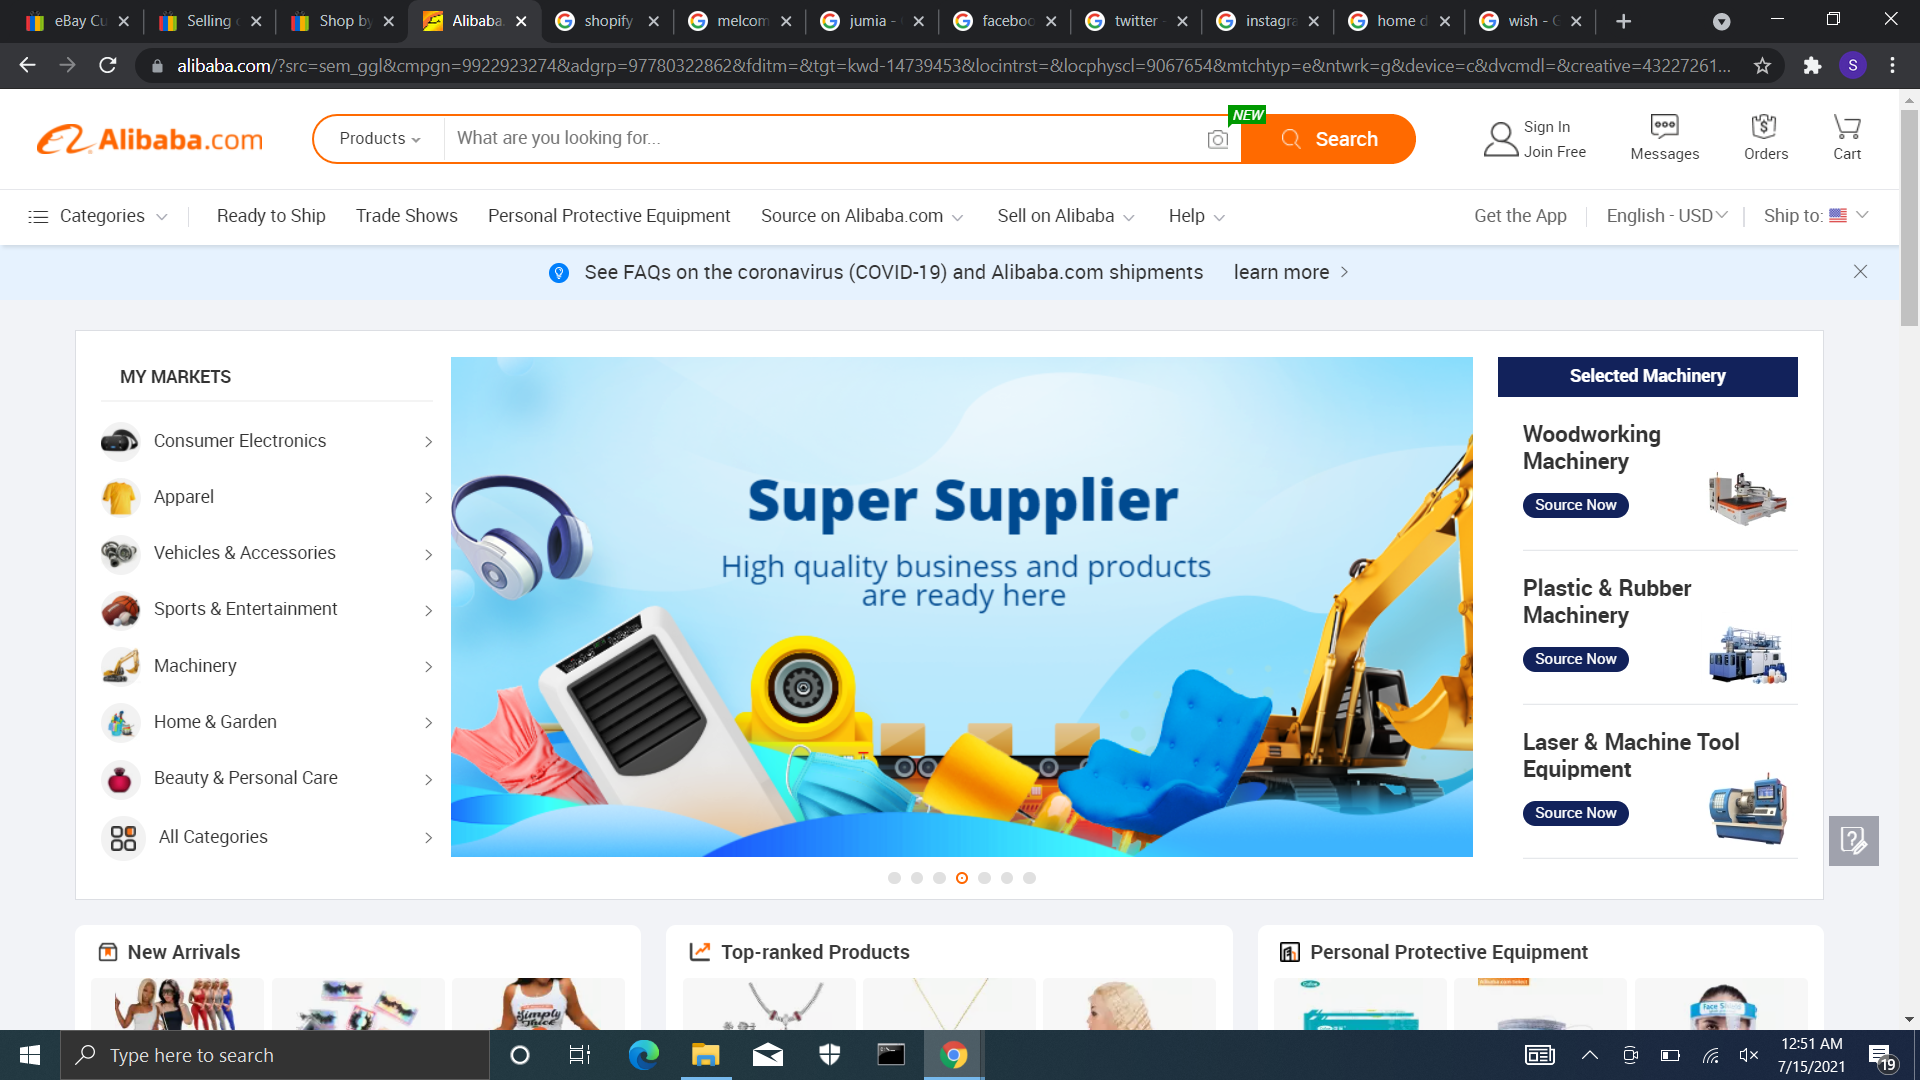 eBay Cu
Selling
Shop by
Alibaba.
shopify
melcom
jumia -
faceboo
twitter -
instagra
home d
wish -
alibaba.com/?src=sem_ggl&cmpgn=9922923274&adgrp=97780322862&fditm=&tgt=kwd-14739453&locintrst=&locphyscl=9067654&mtchtyp=e&ntwrk=g&device=c&dvcmdl=&creative=43227261...
S
Alibaba.com
Products
What are you looking for...
NEW
Search
Sign In
Join Free
Messages
Orders
Cart
Categories
Ready to Ship
Trade Shows
Personal Protective Equipment
Source on Alibaba.com
Sell on Alibaba
Help
Get the App
English - USD
Ship to:
See FAQs on the coronavirus (COVID-19) and Alibaba.com shipments
learn more
MY MARKETS
Consumer Electronics
Apparel
Vehicles & Accessories
Sports & Entertainment
Machinery
Home & Garden
Beauty & Personal Care
All Categories
Super Supplier
High quality business and products
are ready here
Selected Machinery
Woodworking
Machinery
Source Now
Plastic & Rubber
Machinery
Source Now
Laser & Machine Tool
Equipment
Source Now
New Arrivals
Top-ranked Products
Personal Protective Equipment
Simply
Thick
Face Shield
Type here to search
12:51 AM
7/15/2021
19